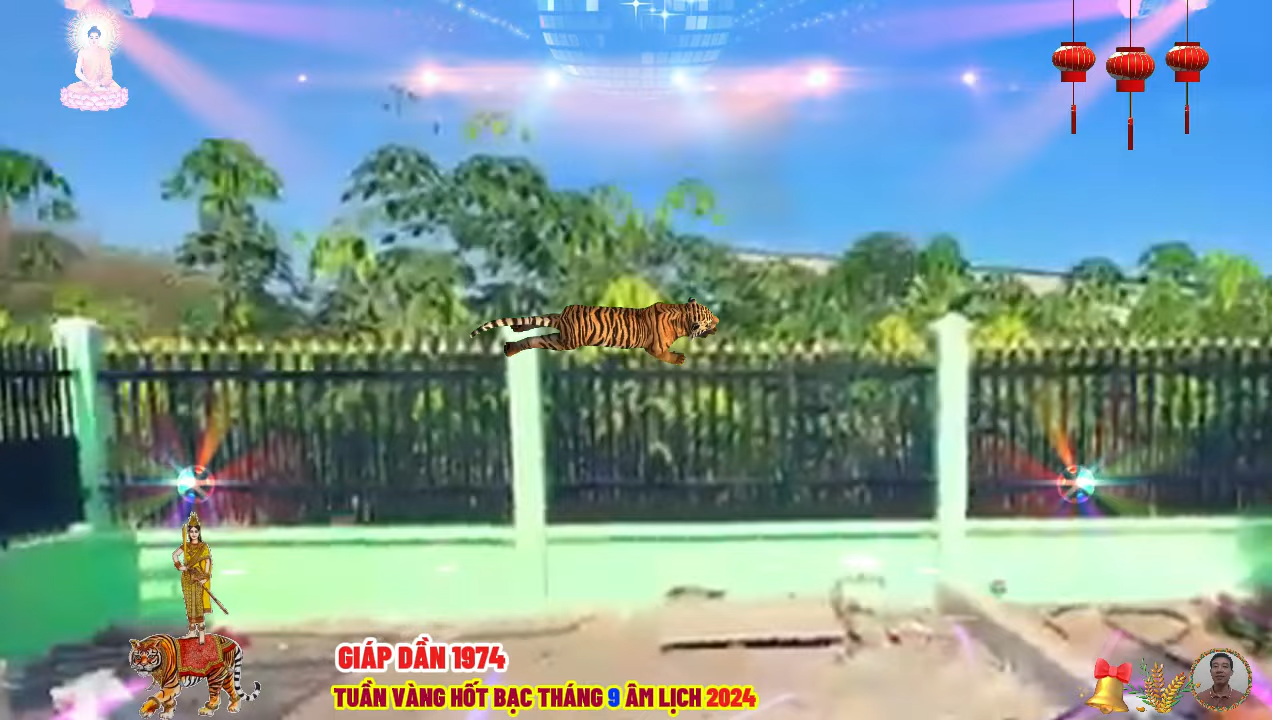 GIÁP DẦN 1974
TUẦN VÀNG HỐT BẠC THÁNG 9 ÂM LỊCH 2024